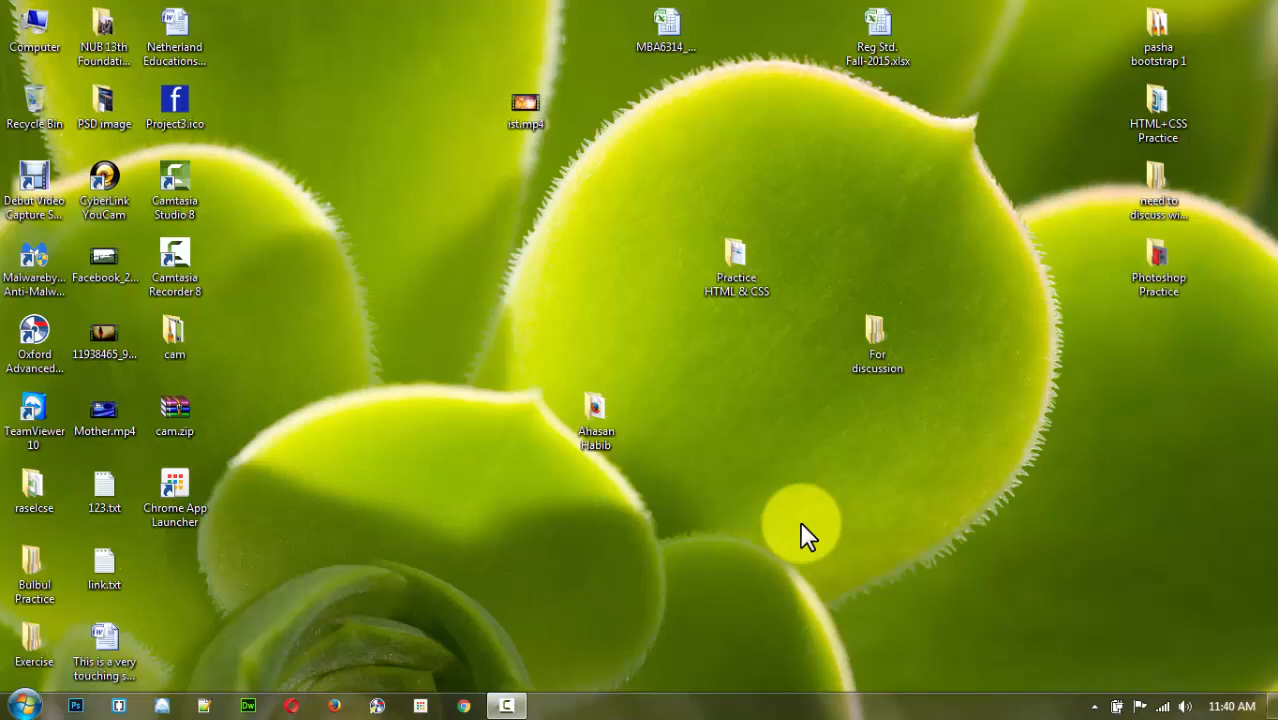 Computer
NUB 13th
Foundati...
Netherland
Educations...
MBA6314_...
Reg Std.
Fall-2015.xlsx
pasha
bootstrap 1
Recycle Bin
PSD image
Project3.ico
isti.mp4
HTML+CSS
Practice
Debut Video
Capture S...
CyberLink
YouCam
Camtasia
Studio 8
need to
discuss wi...
Malwareby...
Anti-Malw...
Facebook_2...
Camtasia
Recorder 8
Practice
HTML & CSS
Photoshop
Practice
Oxford
Advanced...
11938465_9...
cam
For
discussion
TeamViewer
10
Mother.mp4
cam.zip
Ahasan
Habib
raselcse
123.txt
Chrome App
Launcher
Bulbul
Practice
link.txt
Exercise
This is a very
touching s...
Ps
Dw
11:40 AM